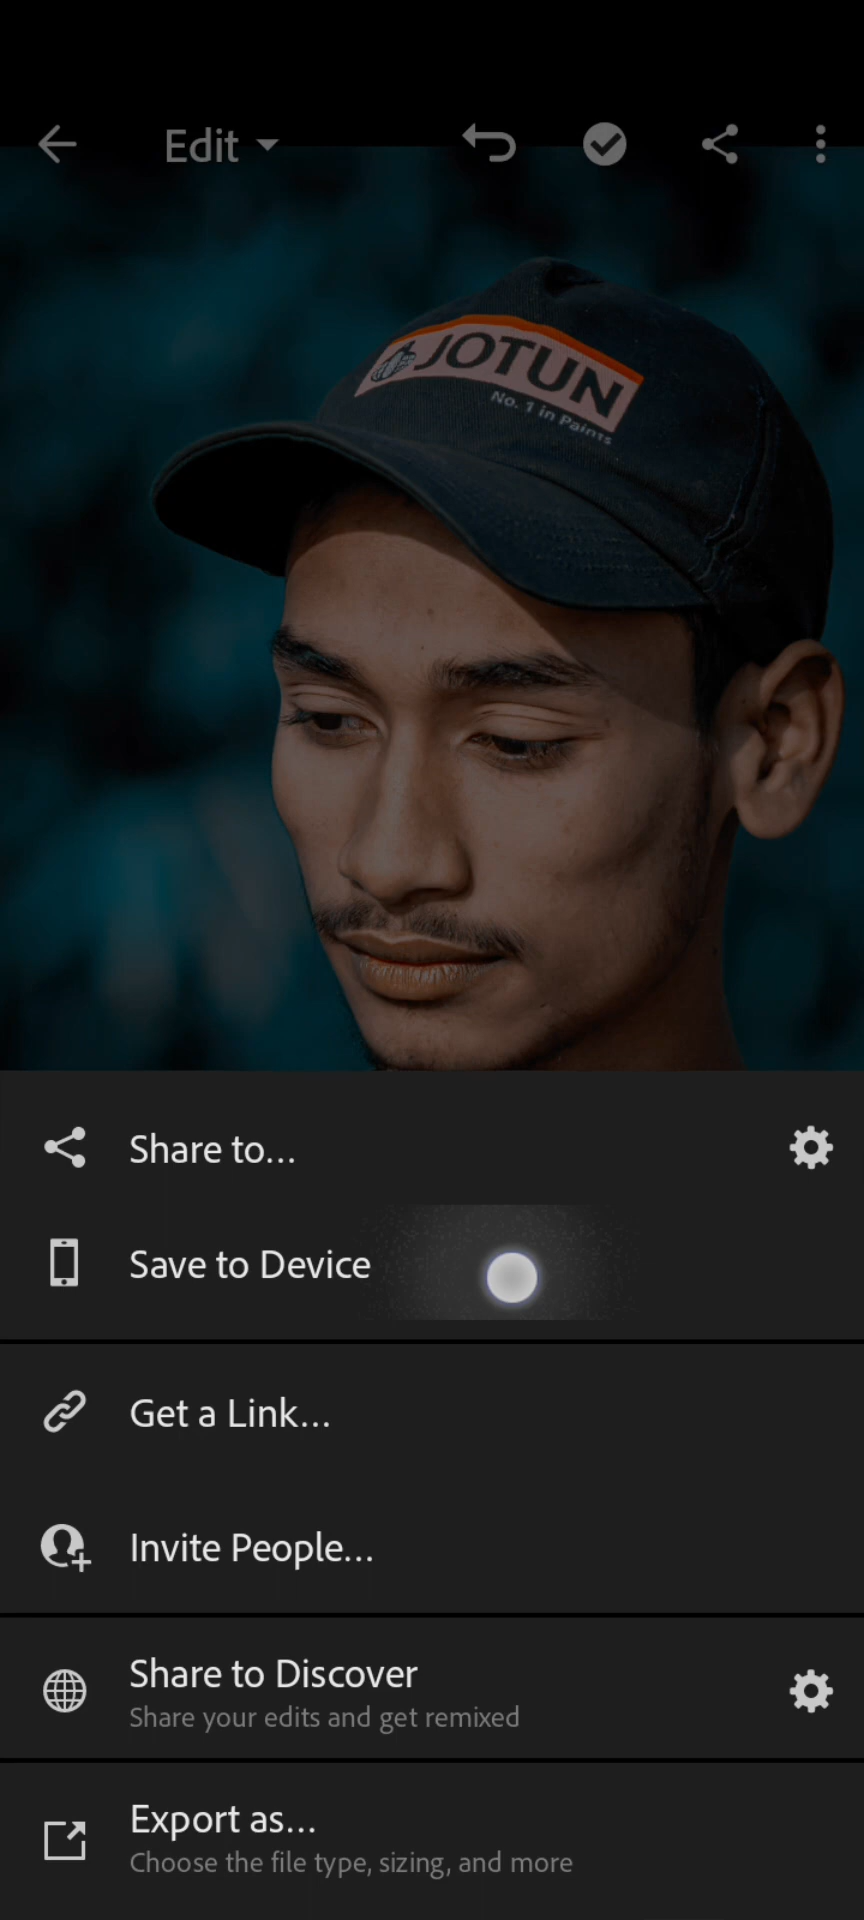 Edit
JOTUN
No. 1 in Paints
Share to...
Save to Device
Get a Link...
Invite People...
Share to Discover
Share your edits and get remixed
Export as...
Choose the file type, sizing, and more